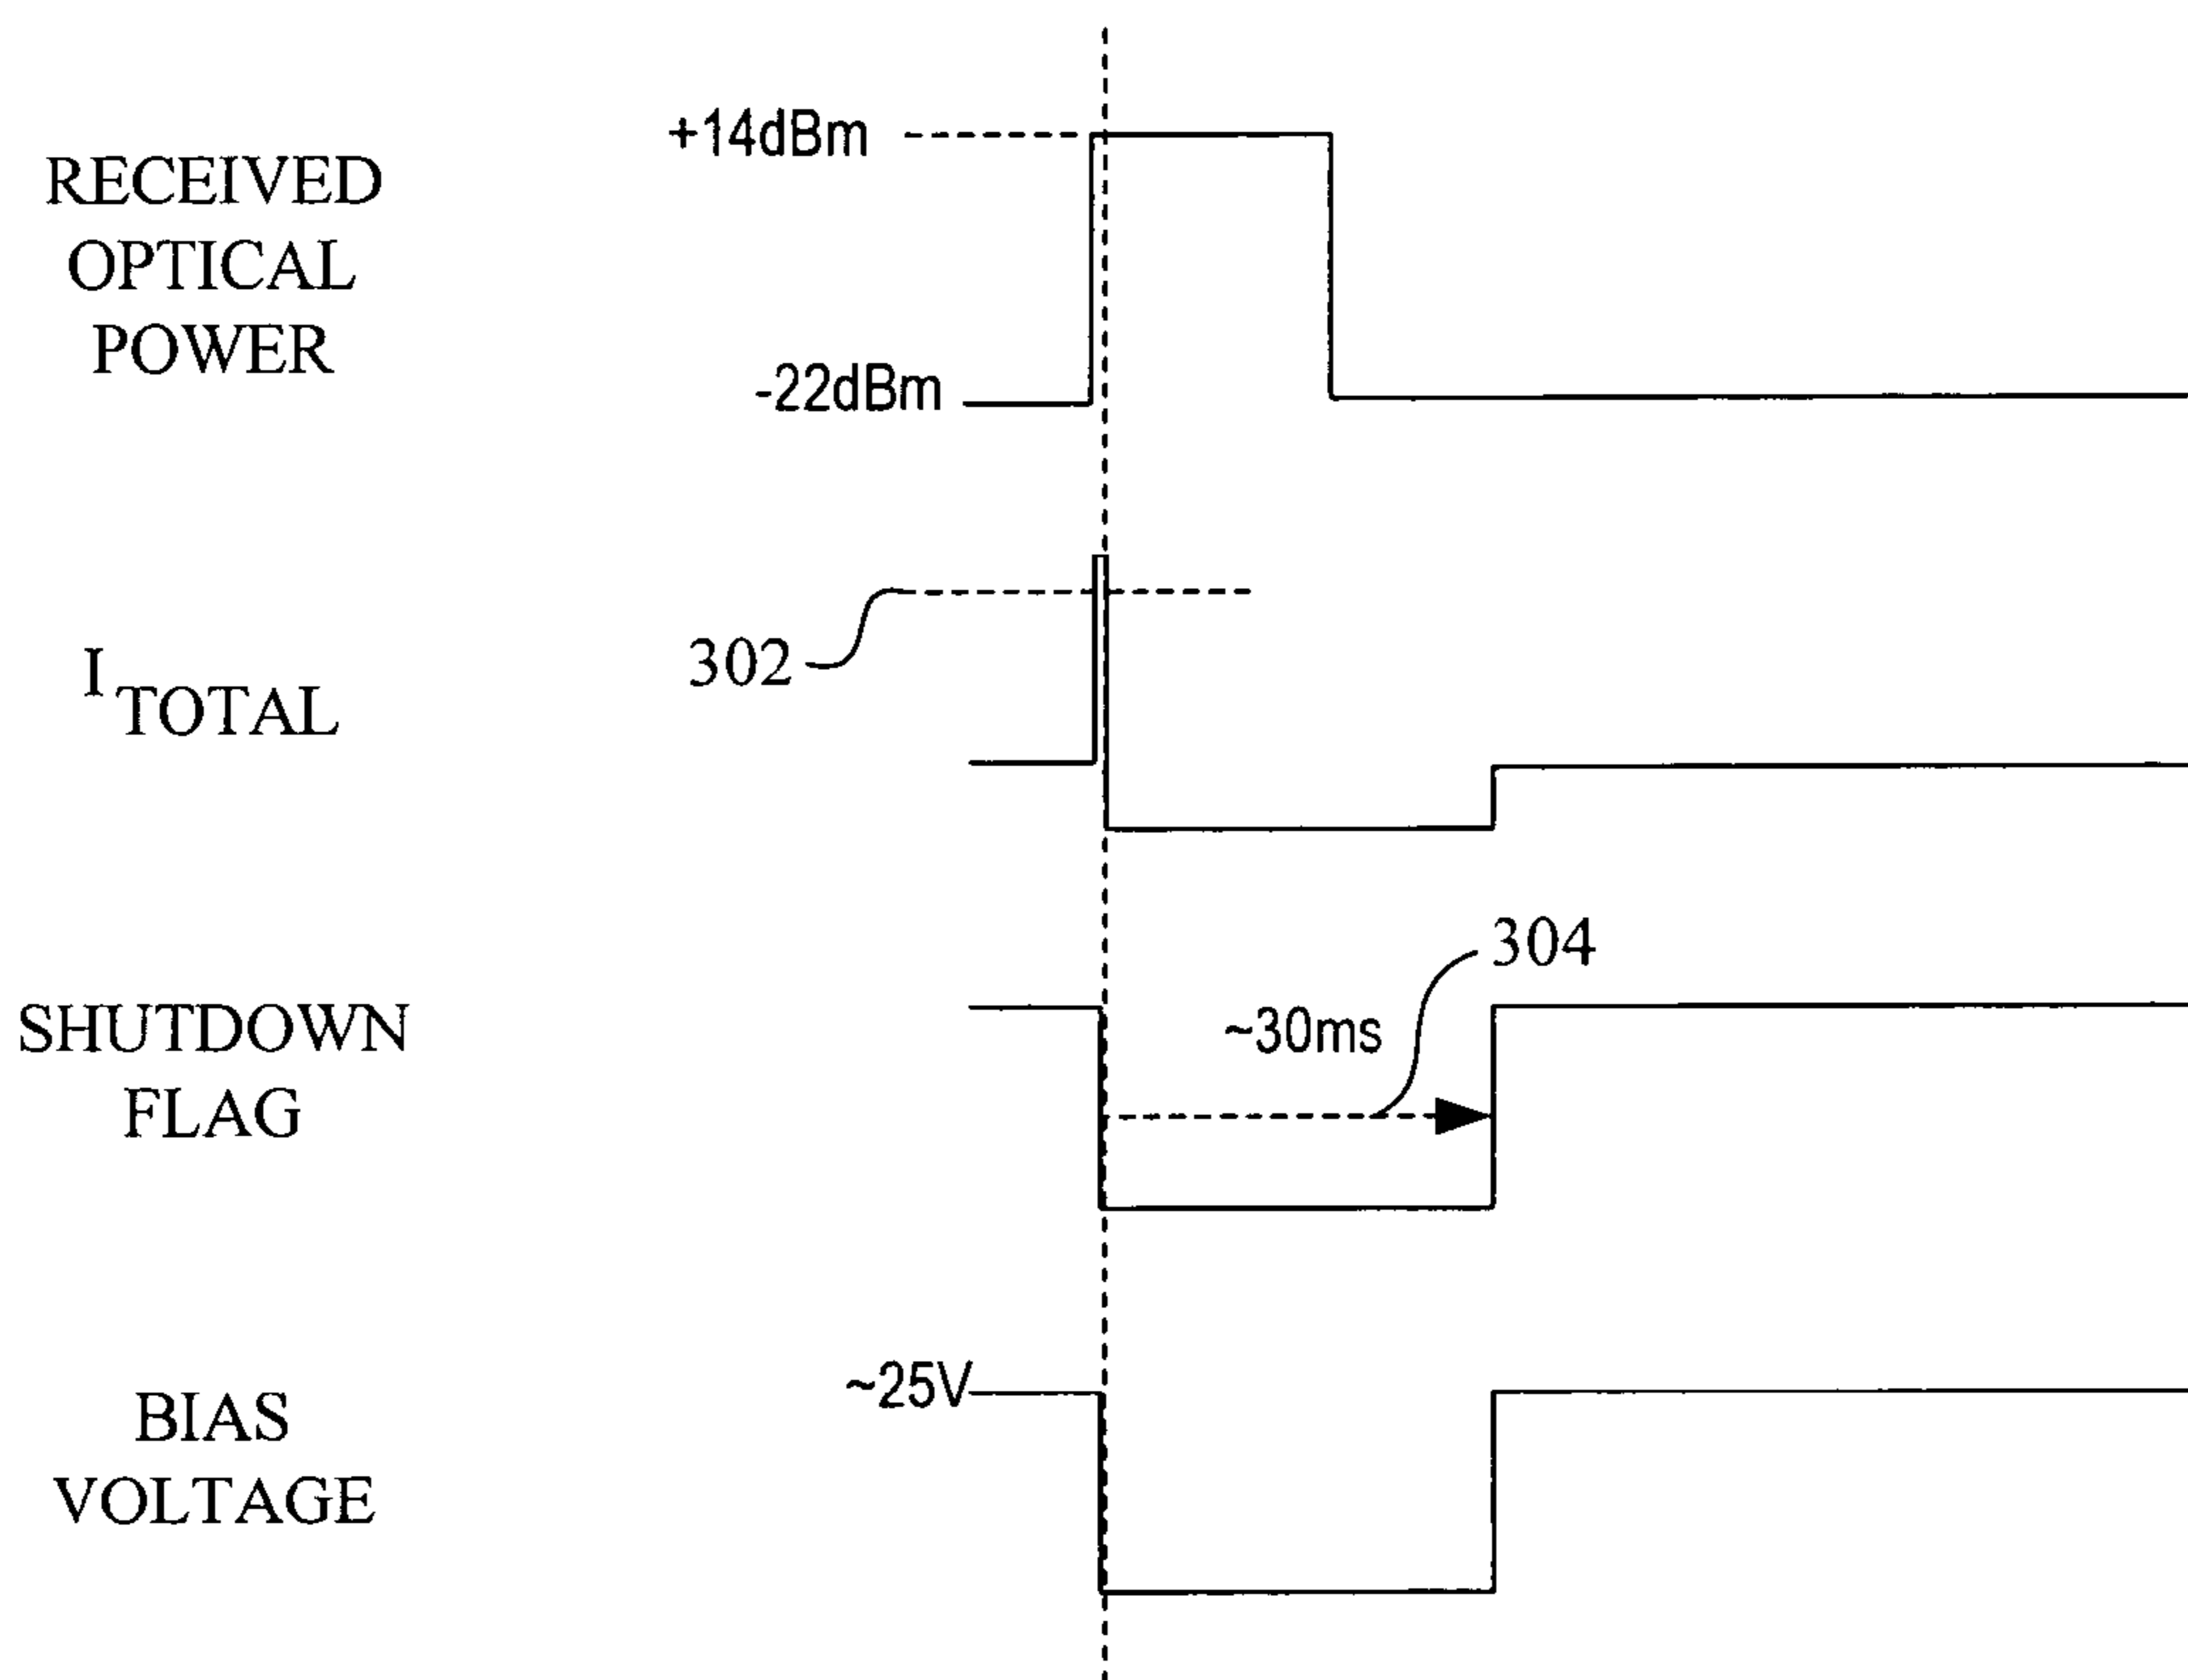 +14dBm
RECEIVED
OPTICAL
POWER
-22dBm
302
I TOTAL
304
SHUTDOWN
FLAG
~30ms
~25V
BIAS
VOLTAGE